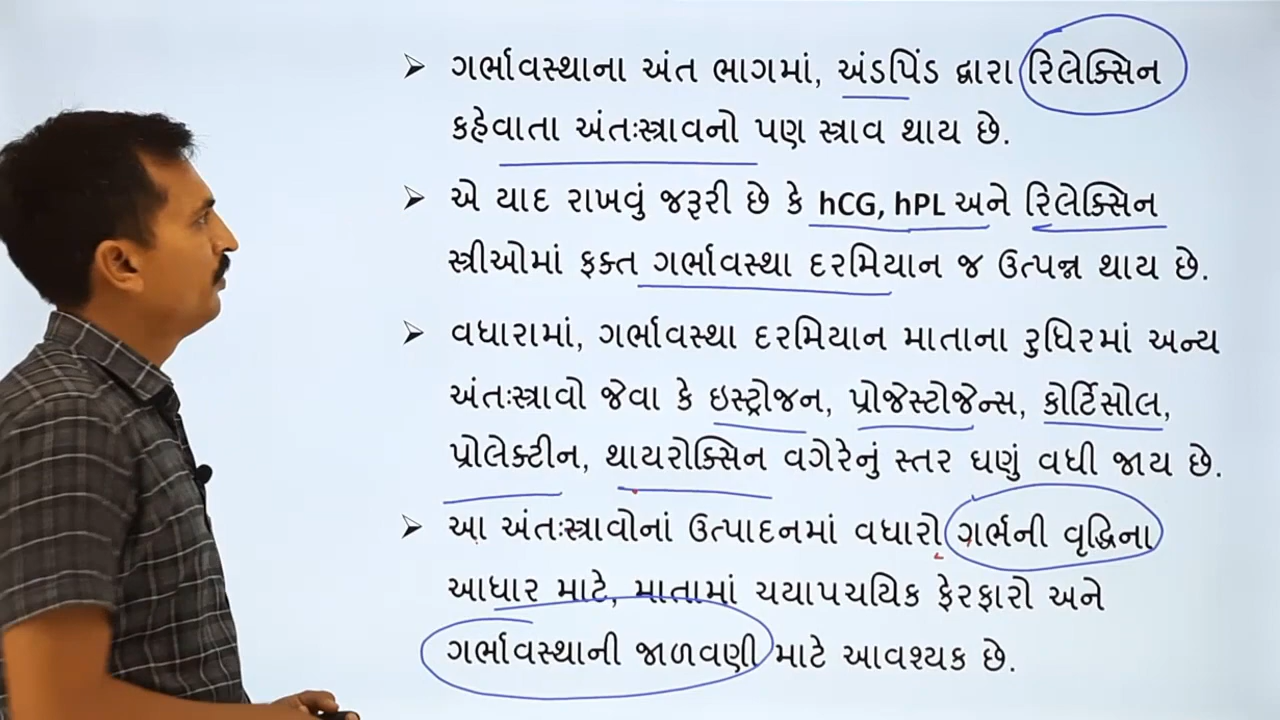 ➢ ગર્ભાવસ્થાના અંત ભાગમાં, અંડપિંડ દ્વારા રિલેક્સિન
કહેવાતા અંતઃસ્ત્રાવનો પણ સ્ત્રાવ થાય છે.
➢ એ યાદ રાખવું જરૂરી છે કે hCG, hPL અને રિલેક્સિન
સ્ત્રીઓમાં ફક્ત ગર્ભાવસ્થા દરમિયાન જ ઉત્પન્ન થાય છે.
➢ વધારામાં, ગર્ભાવસ્થા દરમિયાન માતાના રુધિરમાં અન્ય
અંતઃસ્ત્રાવો જેવા કે ઇસ્ટ્રોજન, પ્રોજેસ્ટોજેન્સ, કોર્ટિસોલ,
પ્રોલેક્ટીન, થાયરોક્સિન વગેરેનું સ્તર ઘણું વધી જાય છે.
➢ આ અંતઃસ્ત્રાવોનાં ઉત્પાદનમાં વધારો ગર્ભની વૃદ્ધિના
આધાર માટે, માતામાં ચયાપચયિક ફેરફારો અને
ગર્ભાવસ્થાની જાળવણી માટે આવશ્યક છે.